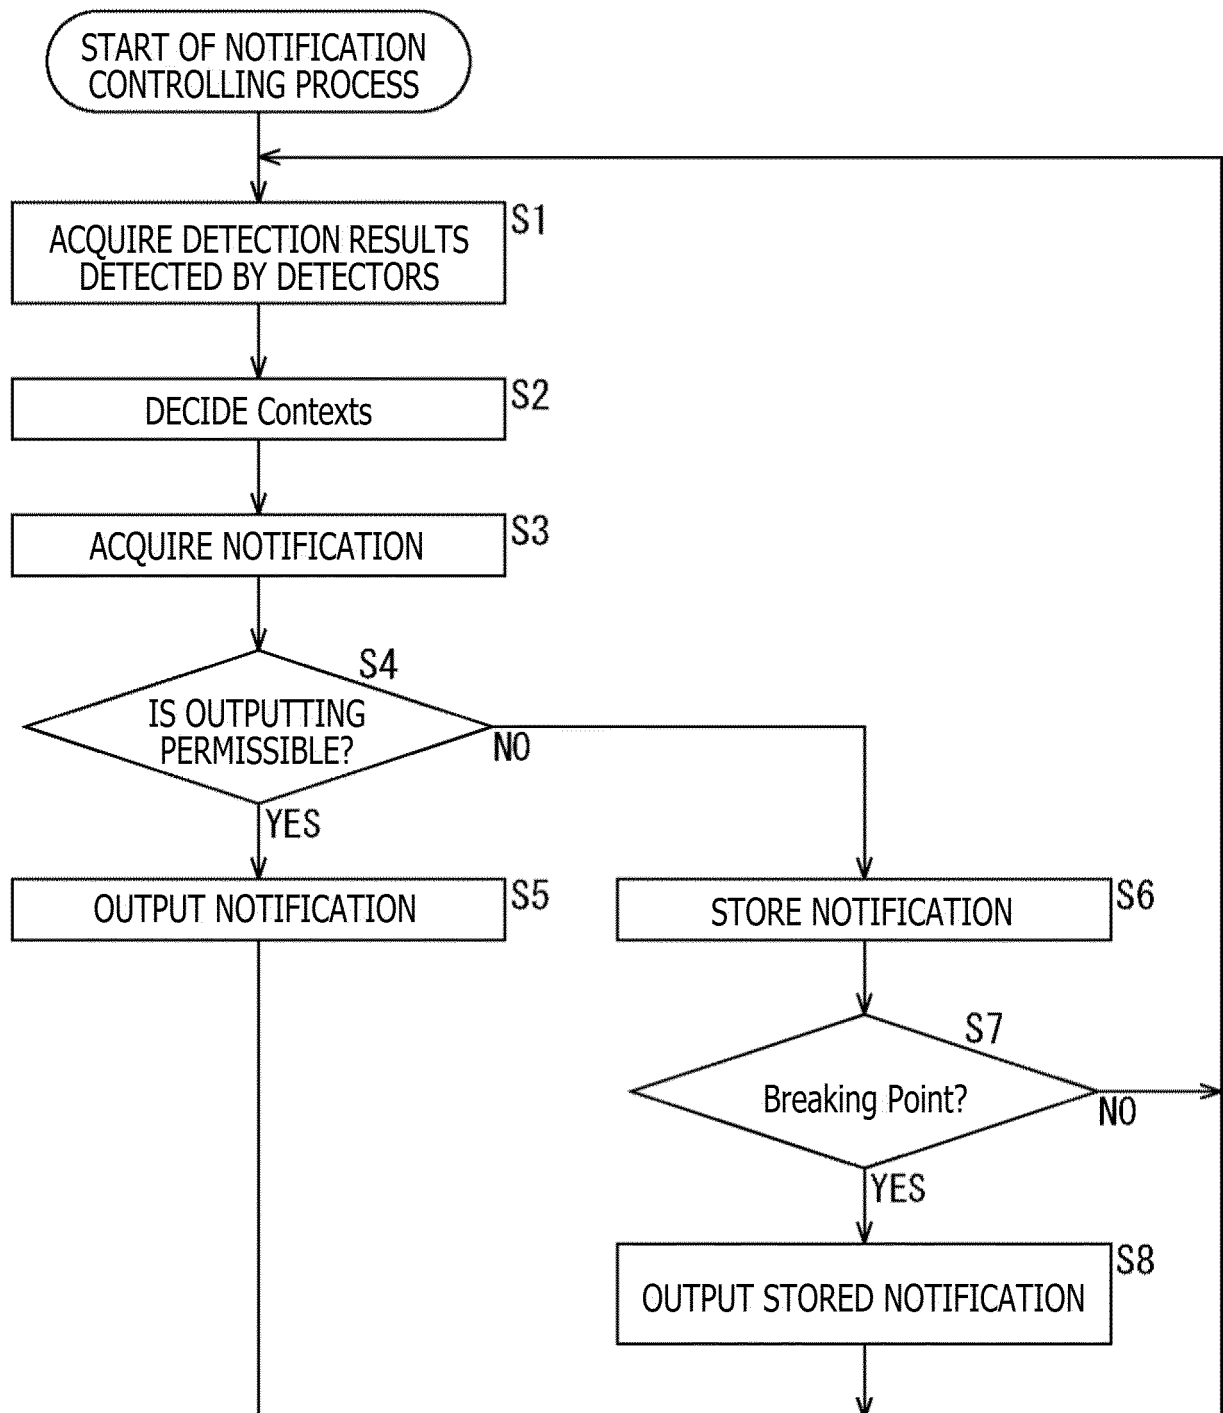 START OF NOTIFICATION
CONTROLLING PROCESS
S1
ACQUIRE DETECTION RESULTS
DETECTED BY DETECTORS
S2
DECIDE Contexts
S3
ACQUIRE NOTIFICATION
S4
IS OUTPUTTING
PERMISSIBLE?
NO
YES
S5
OUTPUT NOTIFICATION
S6
STORE NOTIFICATION
S7
Breaking Point?
NO
YES
S8
OUTPUT STORED NOTIFICATION